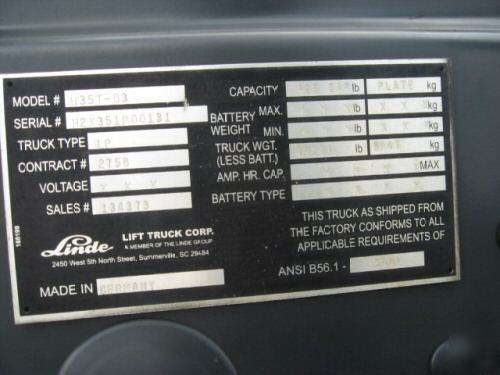 MODEL # H35T-03
SERIAL # H2X351P00131
TRUCK TYPE LP
CONTRACT # 2758
VOLTAGE X X X
SALES # 134373
CAPACITY lb PLATE kg
BATTERY WEIGHT
MAX. lb X X X kg
MIN. lb X X X kg
TRUCK WGT. (LESS BATT.) lb kg
AMP. HR. CAP. MAX
BATTERY TYPE
Linde LIFT TRUCK CORP.
A MEMBER OF THE LINDE GROUP
2450 West 5th North Street, Summerville, SC 29484
MADE IN GERMANY
THIS TRUCK AS SHIPPED FROM
THE FACTORY CONFORMS TO ALL
APPLICABLE REQUIREMENTS OF
ANSI B56.1 -